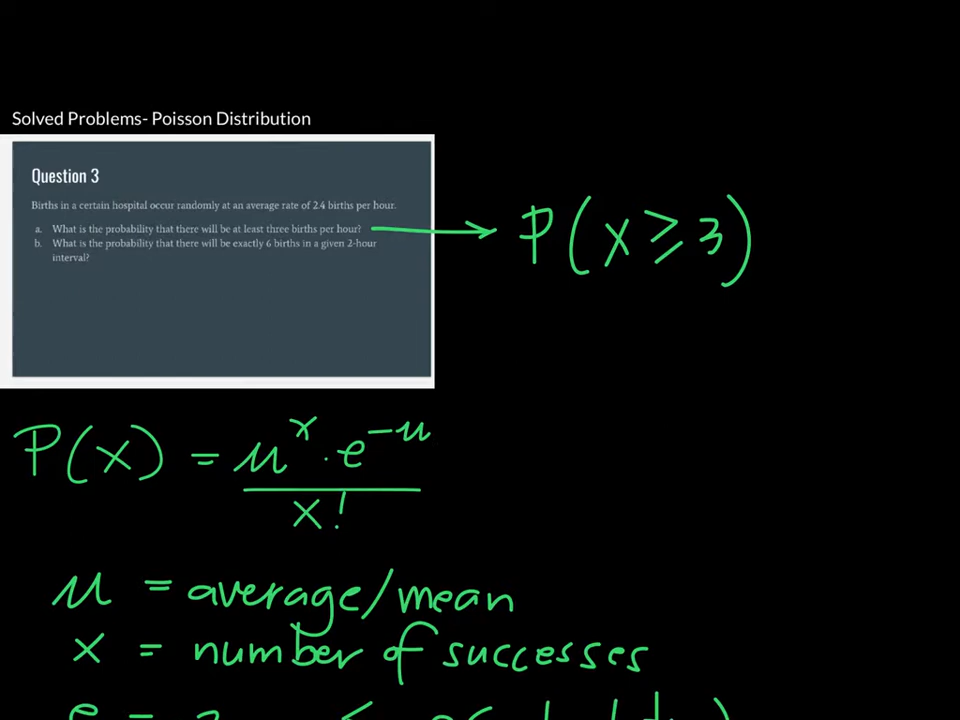 Solved Problems- Poisson Distribution
Question 3
Births in a certain hospital occur randomly at an average rate of 2.4 births per hour.
a. What is the probability that there will be at least three births per hour?
b. What is the probability that there will be exactly 6 births in a given 2-hour
interval?
P(x ≥ 3)
P(x) = μ^x · e^-μ
x!
μ = average/mean
x = number of successes
e =